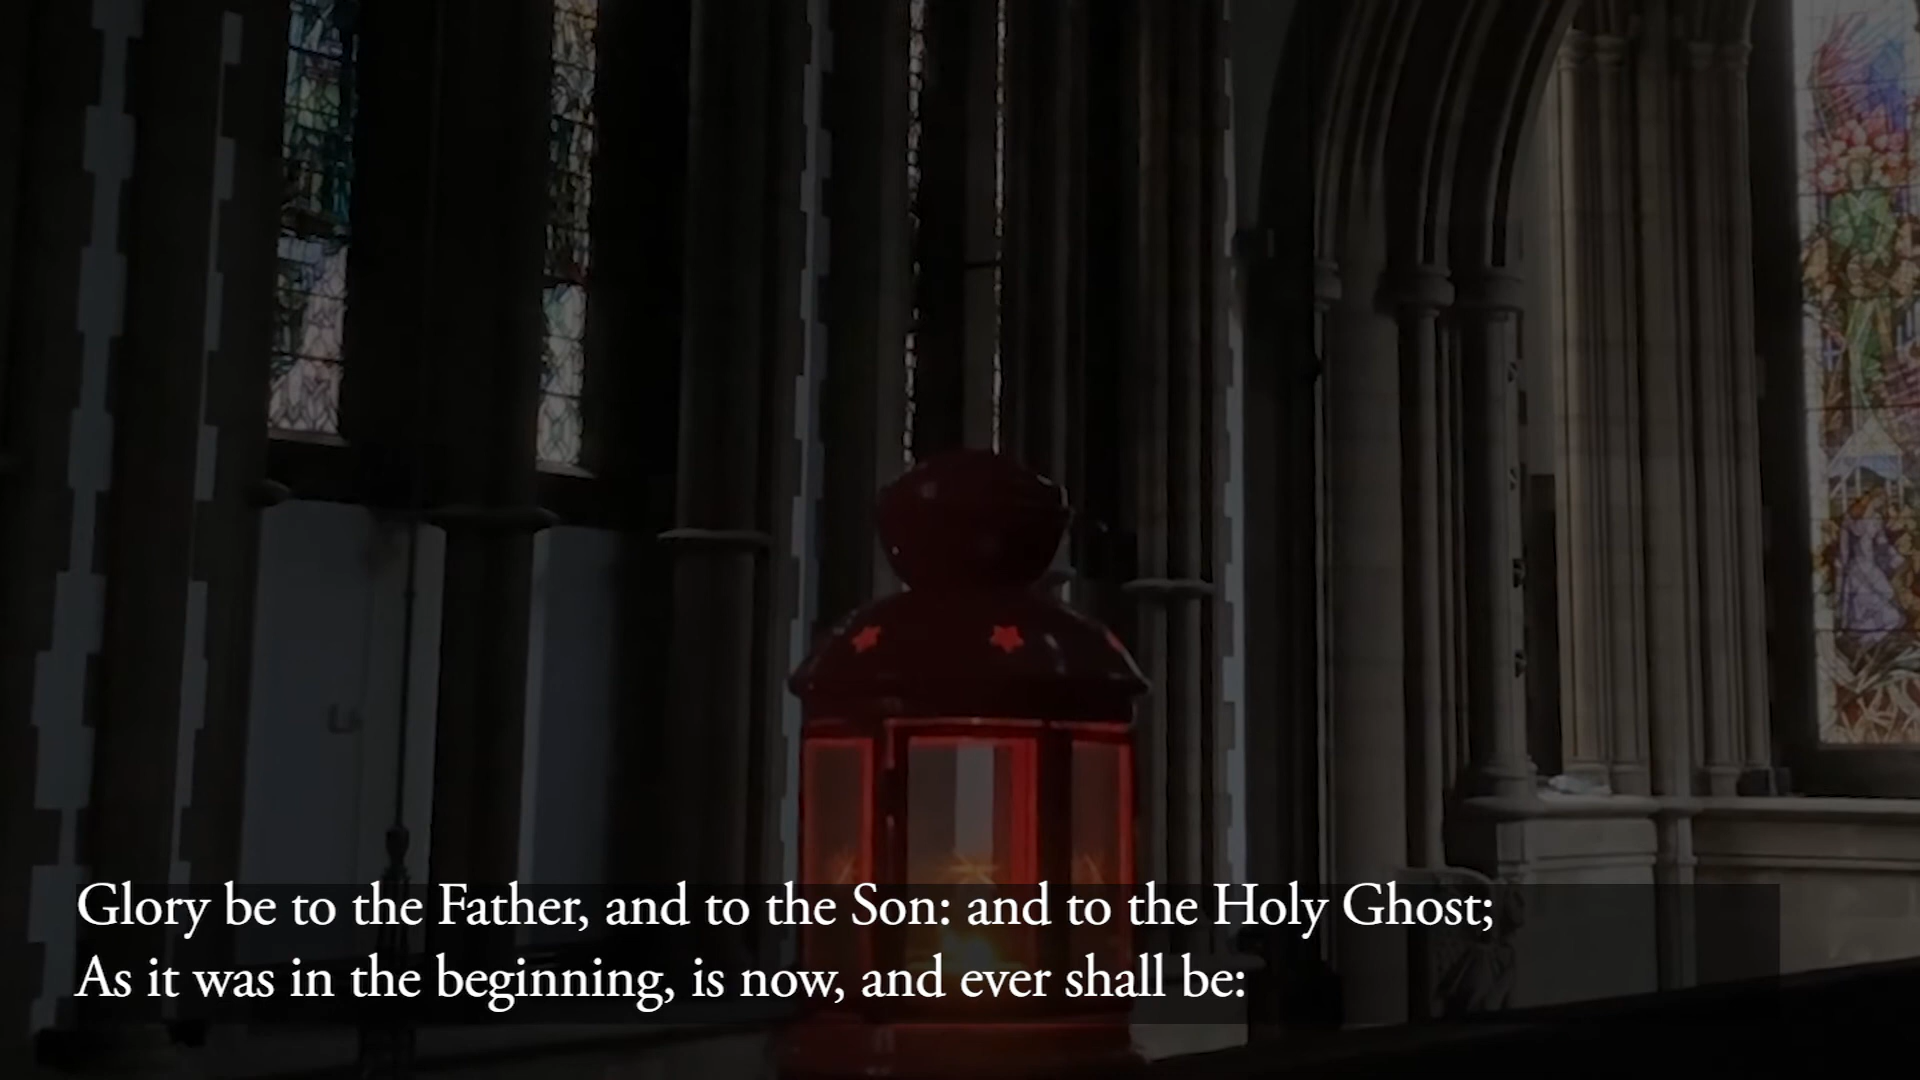 Glory be to the Father, and to the Son: and to the Holy Ghost;
As it was in the beginning, is now, and ever shall be: